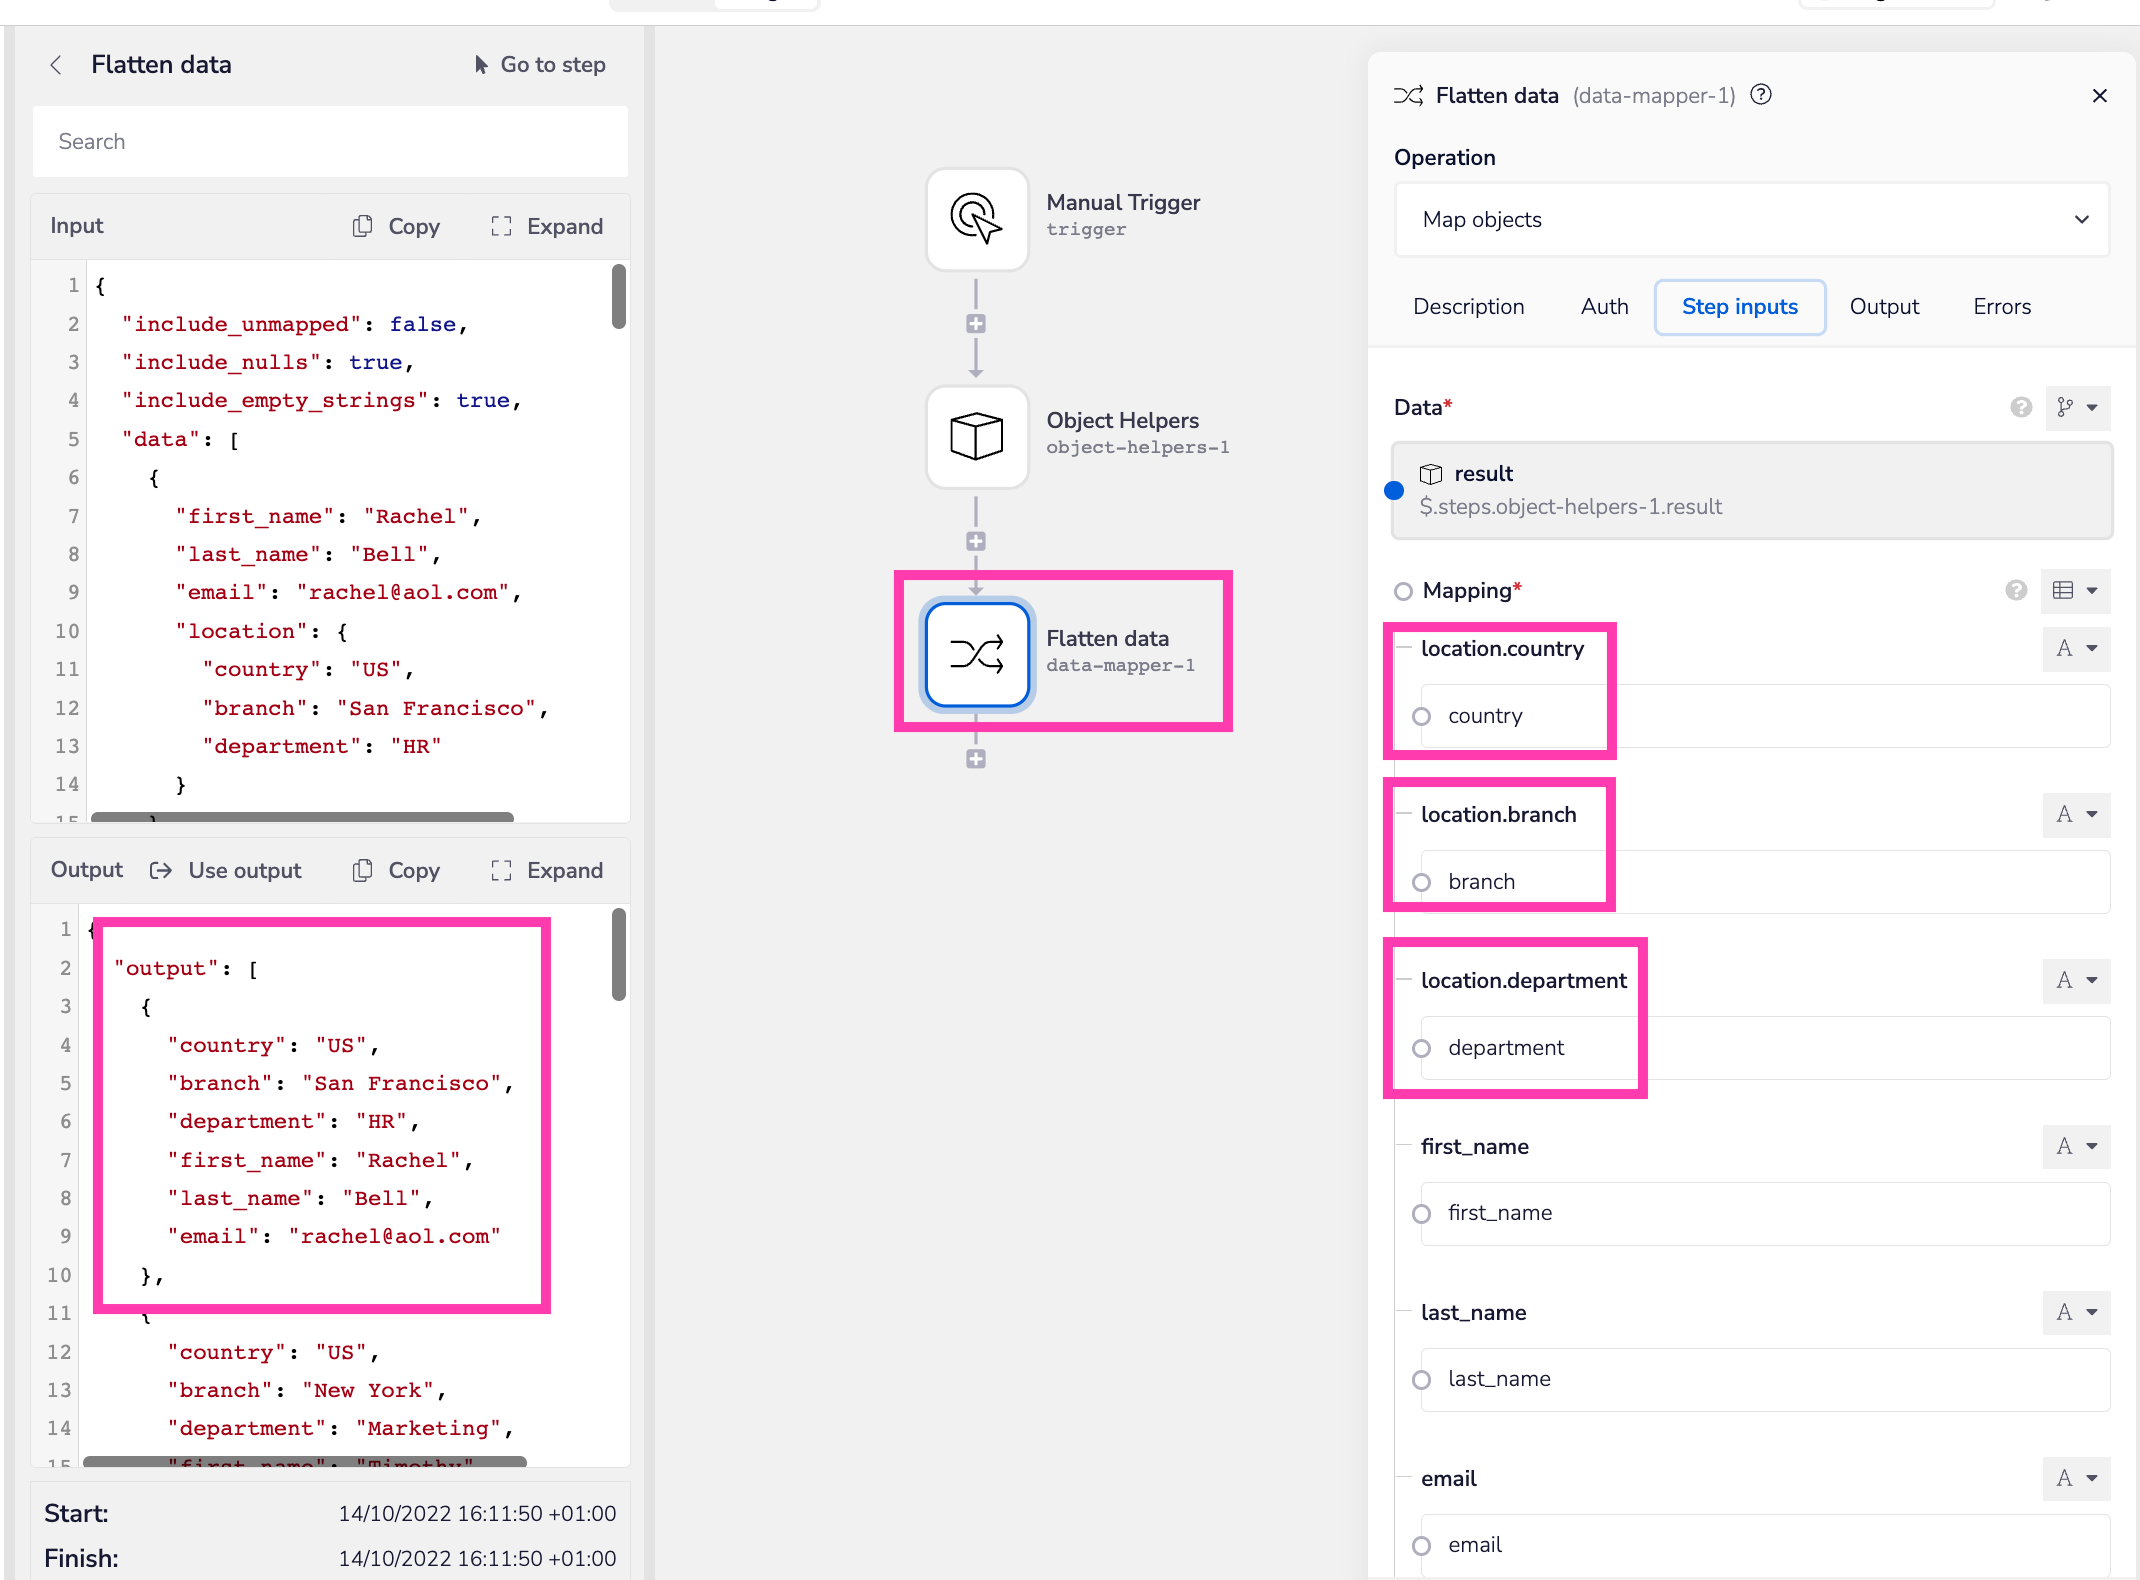 Flatten data
Go to step
Search
Input
Copy
Expand
1 {
2 "include_unmapped": false,
3 "include_nulls": true,
4 "include_empty_strings": true,
5 "data": [
6 {
7 "first_name": "Rachel",
8 "last_name": "Bell",
9 "email": "rachel@aol.com",
10 "location": {
11 "country": "US",
12 "branch": "San Francisco",
13 "department": "HR"
14 }
15 }
Output
Use output
Copy
Expand
1 {
2 "output": [
3 {
4 "country": "US",
5 "branch": "San Francisco",
6 "department": "HR",
7 "first_name": "Rachel",
8 "last_name": "Bell",
9 "email": "rachel@aol.com"
10 },
11 {
12 "country": "US",
13 "branch": "New York",
14 "department": "Marketing",
15 "first_name": "Timothy"
Start: 14/10/2022 16:11:50 +01:00
Finish: 14/10/2022 16:11:50 +01:00
Manual Trigger
trigger
Object Helpers
object-helpers-1
Flatten data
data-mapper-1
Flatten data (data-mapper-1)
Operation
Map objects
Description
Auth
Step inputs
Output
Errors
Data*
result
$.steps.object-helpers-1.result
Mapping*
location.country
A
country
location.branch
A
branch
location.department
A
department
first_name
A
first_name
last_name
A
last_name
email
A
email